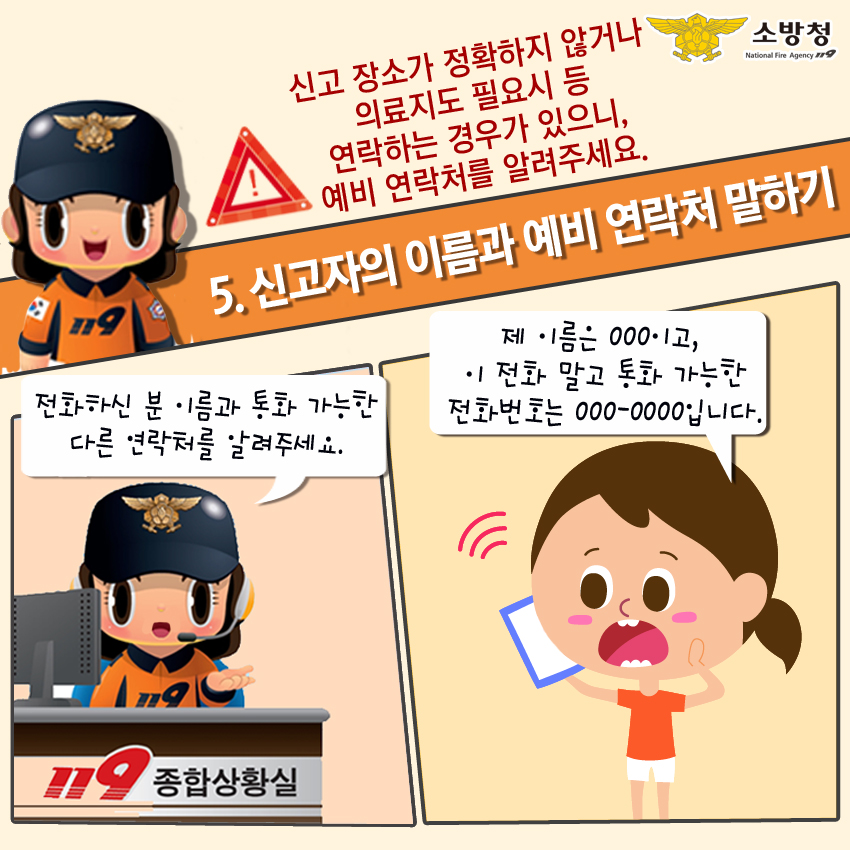 소방청
National Fire Agency 119
신고 장소가 정확하지 않거나
의료지도 필요시 등
연락하는 경우가 있으니,
예비 연락처를 알려주세요.
5. 신고자의 이름과 예비 연락처 말하기
119
전화하신 분 이름과 통화 가능한
다른 연락처를 알려주세요.
제 이름은 000이고,
이 전화 말고 통화 가능한
전화번호는 000-0000입니다.
119
119 종합상황실